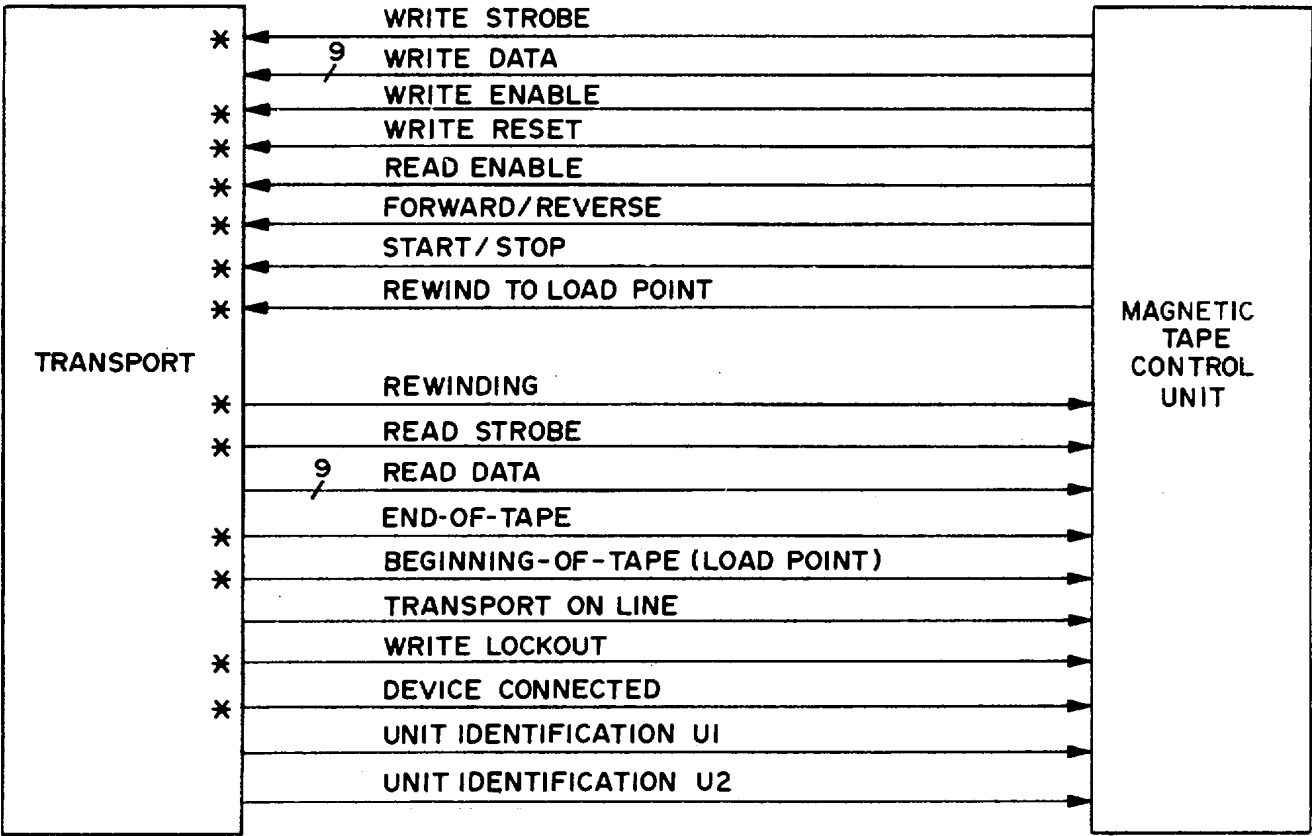 WRITE STROBE
*
9
WRITE DATA
WRITE ENABLE
*
WRITE RESET
*
READ ENABLE
*
FORWARD/REVERSE
*
START/STOP
*
REWIND TO LOAD POINT
*
TRANSPORT
MAGNETIC
TAPE
CONTROL
UNIT
REWINDING
*
READ STROBE
*
9
READ DATA
END-OF-TAPE
*
BEGINNING-OF-TAPE (LOAD POINT)
*
TRANSPORT ON LINE
WRITE LOCKOUT
*
DEVICE CONNECTED
*
UNIT IDENTIFICATION U1
UNIT IDENTIFICATION U2